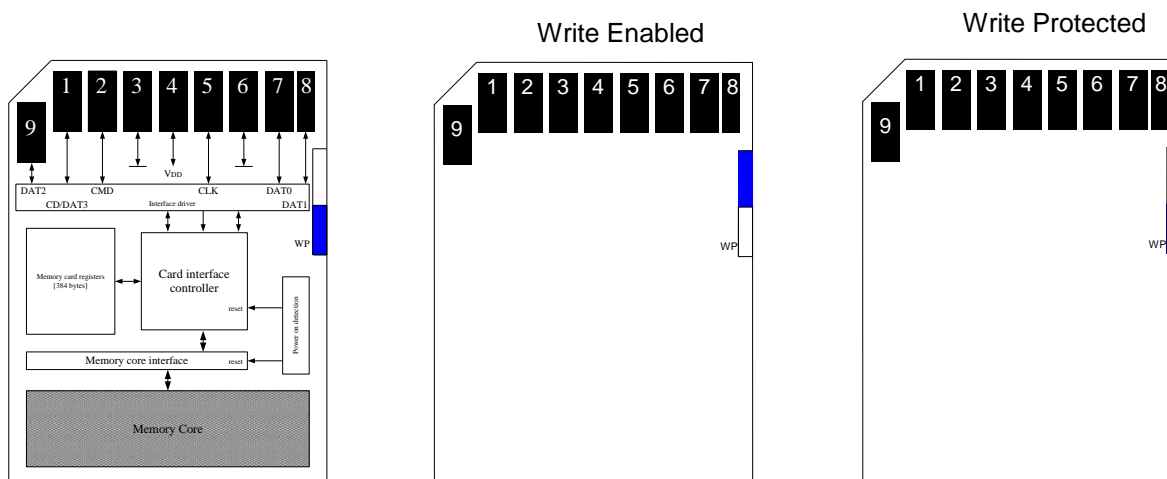 Write Enabled
Write Protected
1 2 3 4 5 6 7 8
9
VDD
DAT2 CMD CLK DAT0
CD/DAT3 Interface driver DAT1
WP
Memory card registers
[384 bytes]
Card interface
controller
reset
Power on detection
Memory core interface reset
Memory Core
1 2 3 4 5 6 7 8
9
WP
1 2 3 4 5 6 7 8
9
WP